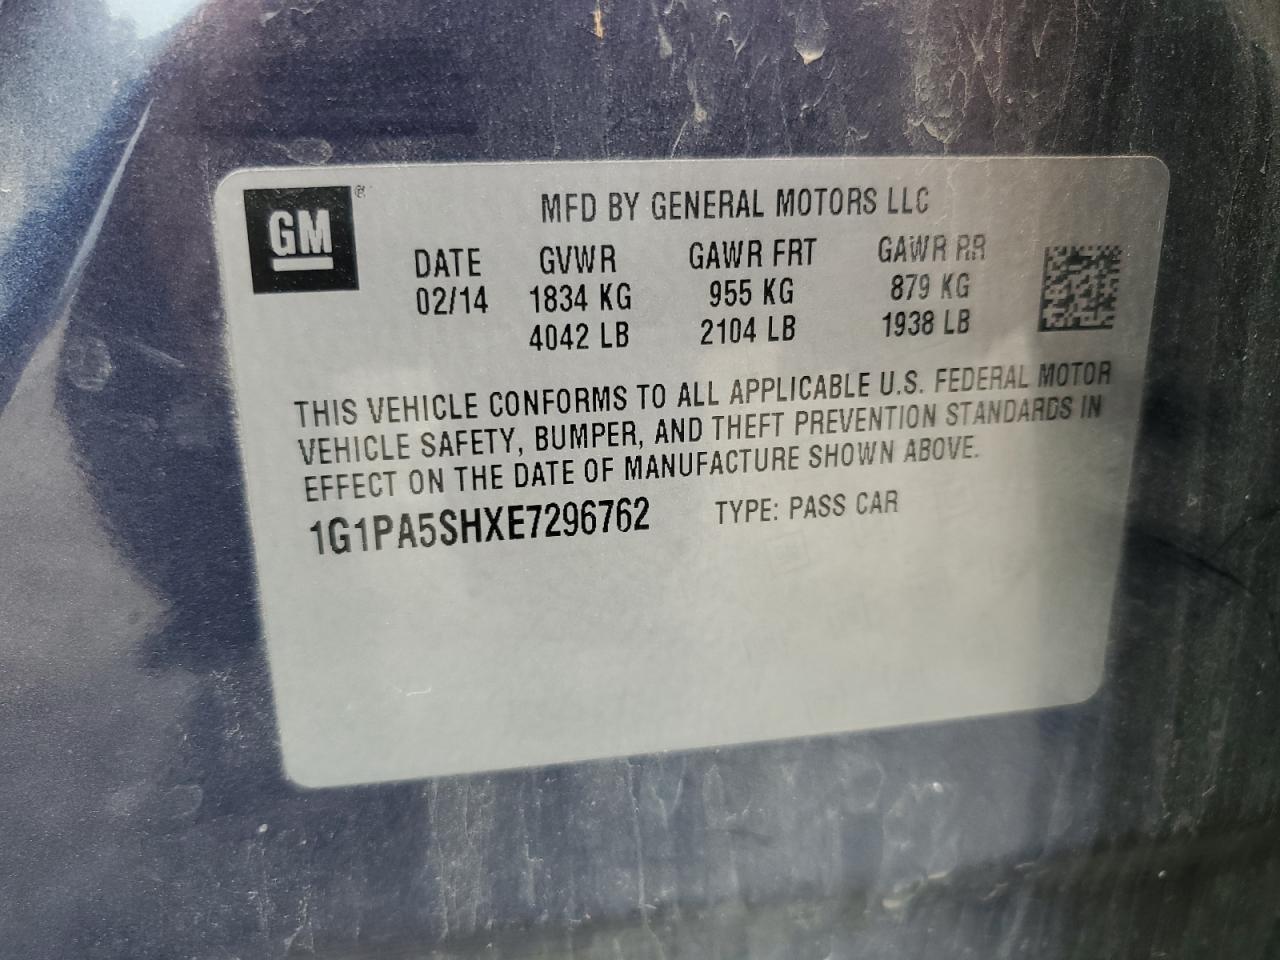 GM ®
MFD BY GENERAL MOTORS LLC
DATE GVWR GAWR FRT GAWR RR
02/14 1834 KG 955 KG 879 KG
4042 LB 2104 LB 1938 LB
THIS VEHICLE CONFORMS TO ALL APPLICABLE U.S. FEDERAL MOTOR
VEHICLE SAFETY, BUMPER, AND THEFT PREVENTION STANDARDS IN
EFFECT ON THE DATE OF MANUFACTURE SHOWN ABOVE.
1G1PA5SHXE7296762 TYPE: PASS CAR